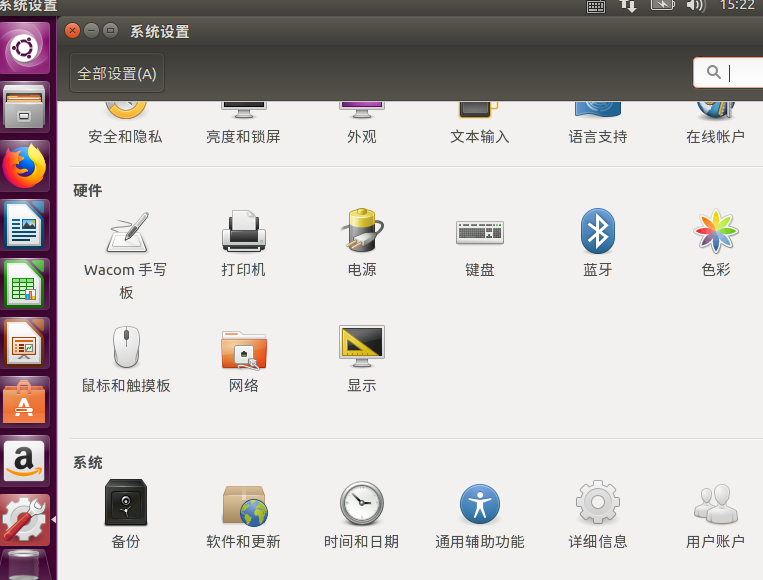 系统设置
15:22
系统设置
全部设置(A)
安全和隐私
亮度和锁屏
外观
文本输入
语言支持
在线帐户
硬件
Wacom 手写
板
打印机
电源
键盘
蓝牙
色彩
鼠标和触摸板
网络
显示
系统
备份
软件和更新
时间和日期
通用辅助功能
详细信息
用户账户